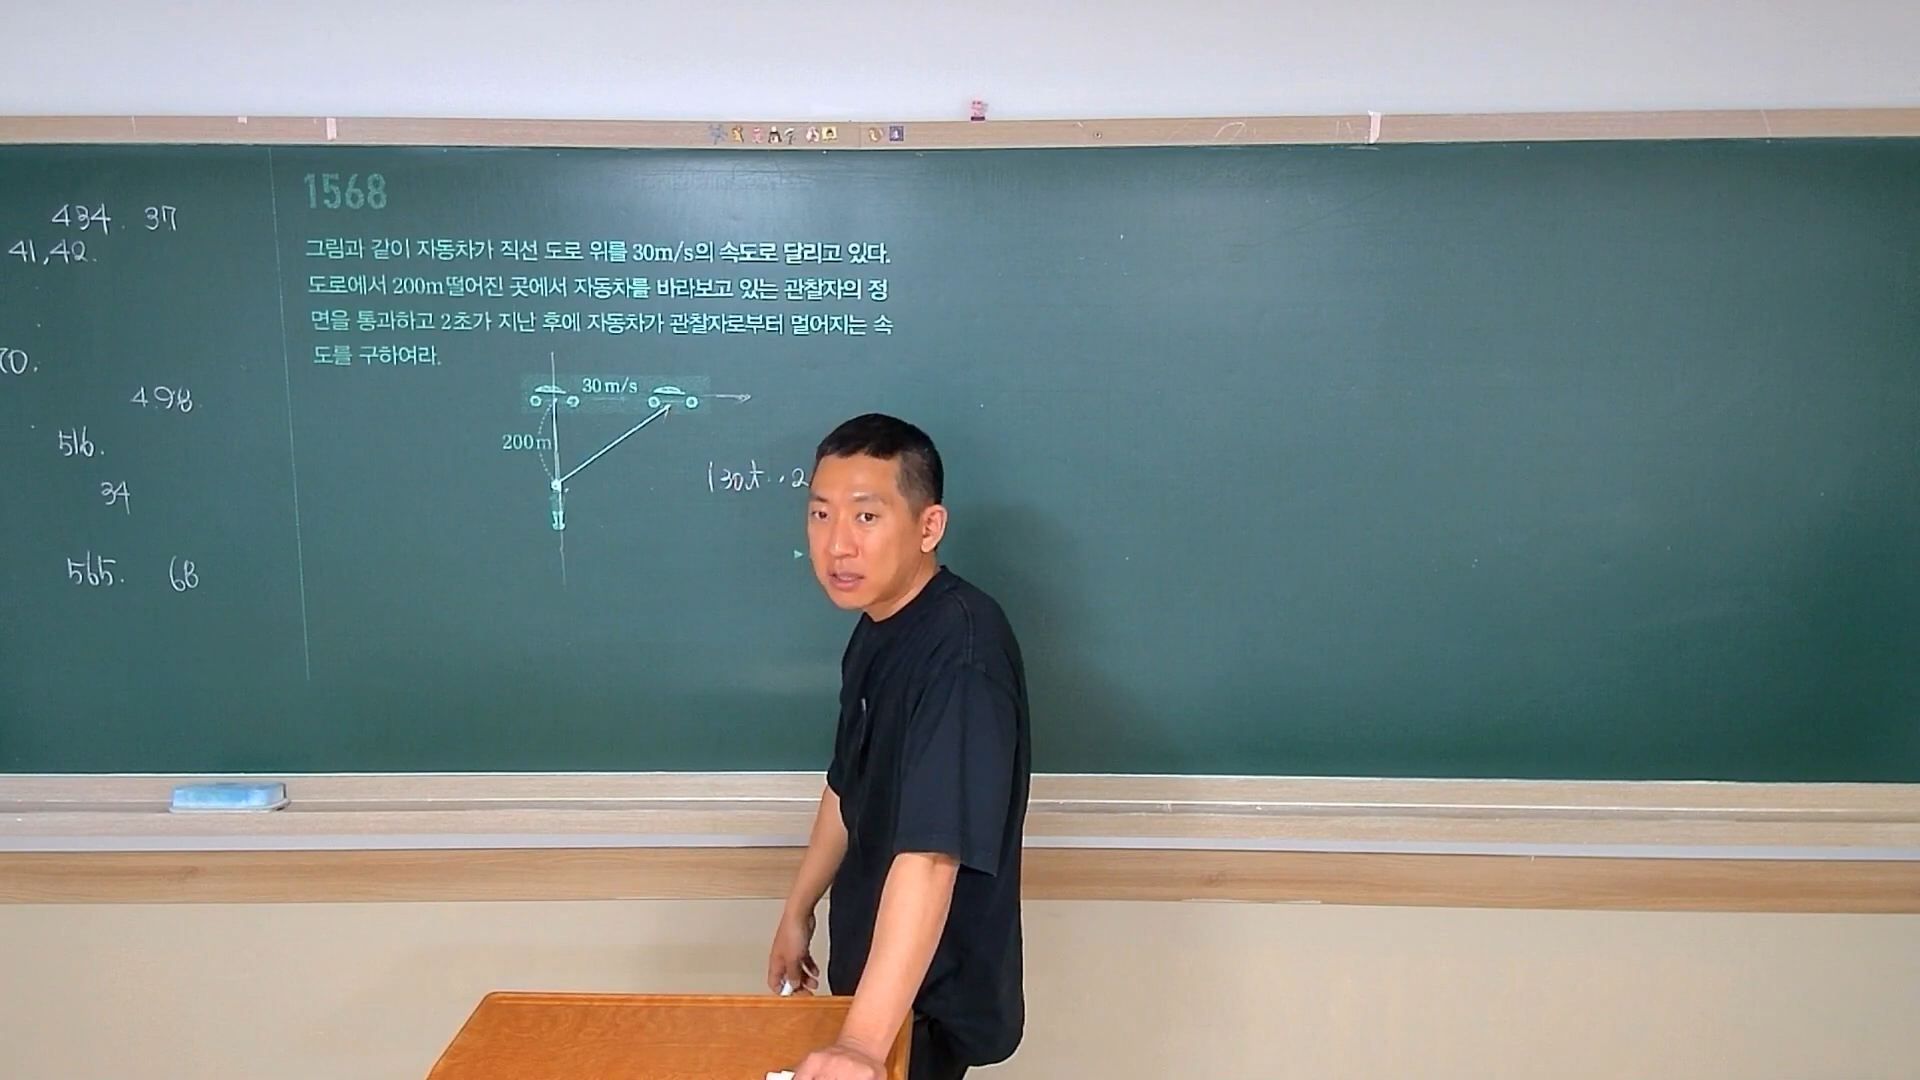 434. 37
41,42.
70.
498.
516.
34
565. 68
1568
그림과 같이 자동차가 직선 도로 위를 30m/s의 속도로 달리고 있다.
도로에서 200m떨어진 곳에서 자동차를 바라보고 있는 관찰자의 정
면을 통과하고 2초가 지난 후에 자동차가 관찰자로부터 멀어지는 속
도를 구하여라.
30m/s
200m